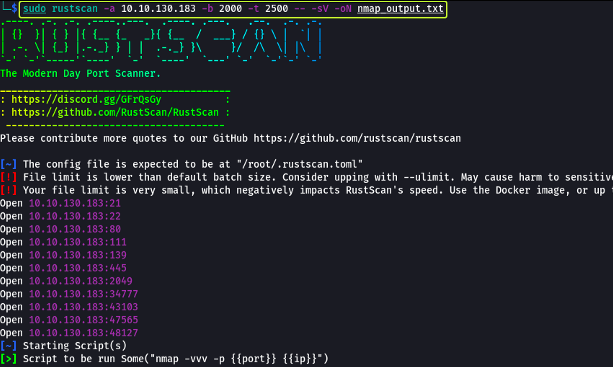 └─$ sudo rustscan -a 10.10.130.183 -b 2000 -t 2500 -- -sV -oN nmap_output.txt
The Modern Day Port Scanner.
: https://discord.gg/GFrQsGy :
: https://github.com/RustScan/RustScan :
Please contribute more quotes to our GitHub https://github.com/rustscan/rustscan
[~] The config file is expected to be at "/root/.rustscan.toml"
[!] File limit is lower than default batch size. Consider upping with --ulimit. May cause harm to sensitive
[!] Your file limit is very small, which negatively impacts RustScan's speed. Use the Docker image, or up
Open 10.10.130.183:21
Open 10.10.130.183:22
Open 10.10.130.183:80
Open 10.10.130.183:111
Open 10.10.130.183:139
Open 10.10.130.183:445
Open 10.10.130.183:2049
Open 10.10.130.183:34777
Open 10.10.130.183:43103
Open 10.10.130.183:47565
Open 10.10.130.183:48127
[~] Starting Script(s)
[>] Script to be run Some("nmap -vvv -p {{port}} {{ip}}")